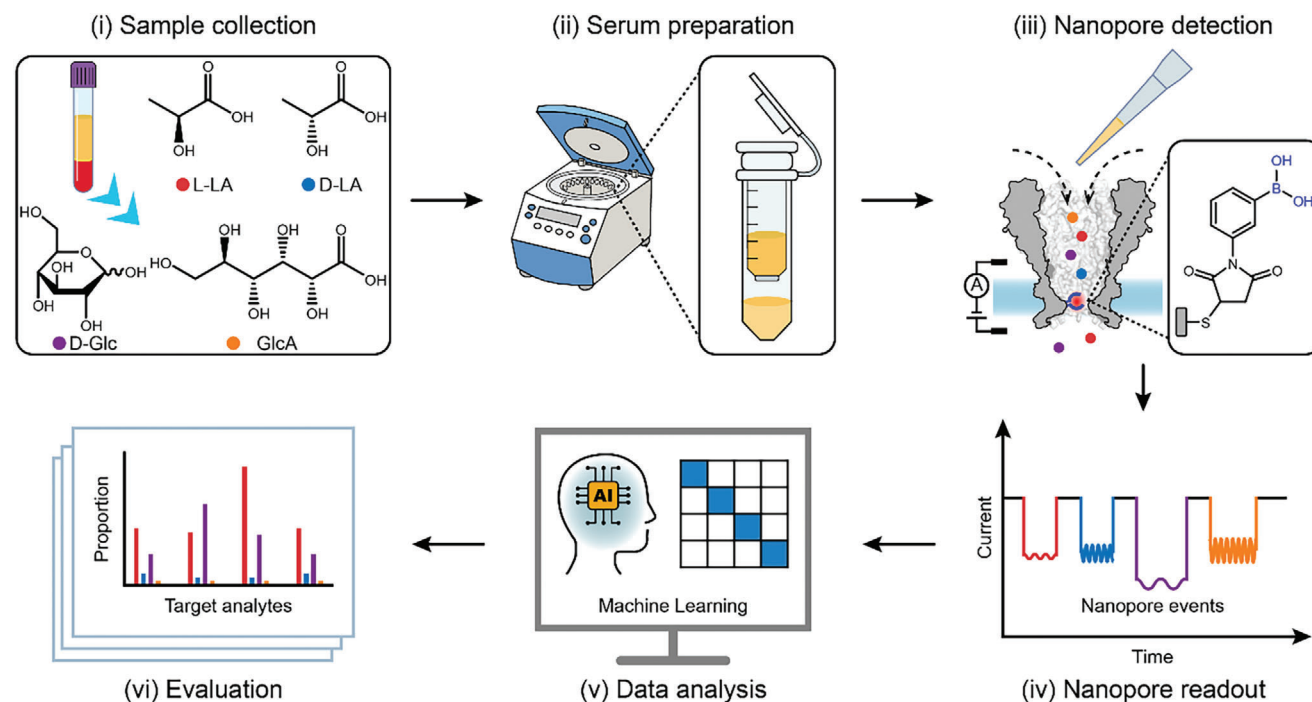 (i) Sample collection
(ii) Serum preparation
(iii) Nanopore detection
O
OH
OH
L-LA
O
OH
OH
D-LA
HO
O
HO
OH
OH
OH
D-Glc
OH
OH
O
HO
OH
OH
OH
GlcA
A
OH
B
OH
O
N
O
S
Proportion
Target analytes
AI
Machine Learning
Current
Nanopore events
Time
(vi) Evaluation
(v) Data analysis
(iv) Nanopore readout